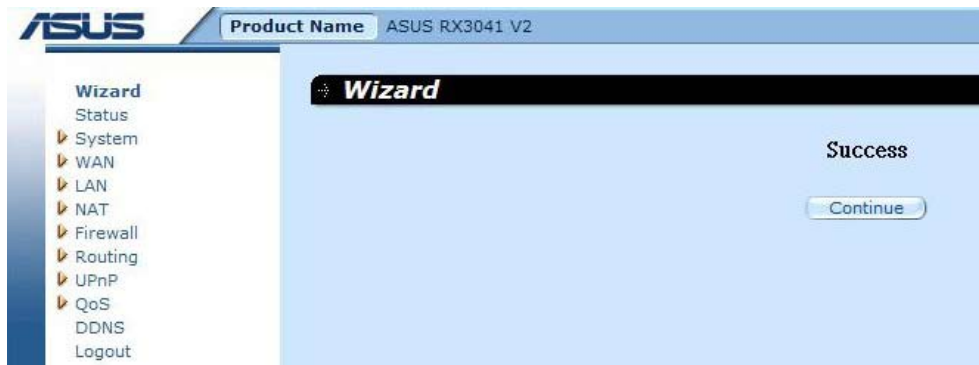 ASUS
Product Name ASUS RX3041 V2
Wizard
Status
System
WAN
LAN
NAT
Firewall
Routing
UPnP
QoS
DDNS
Logout
Wizard
Success
Continue